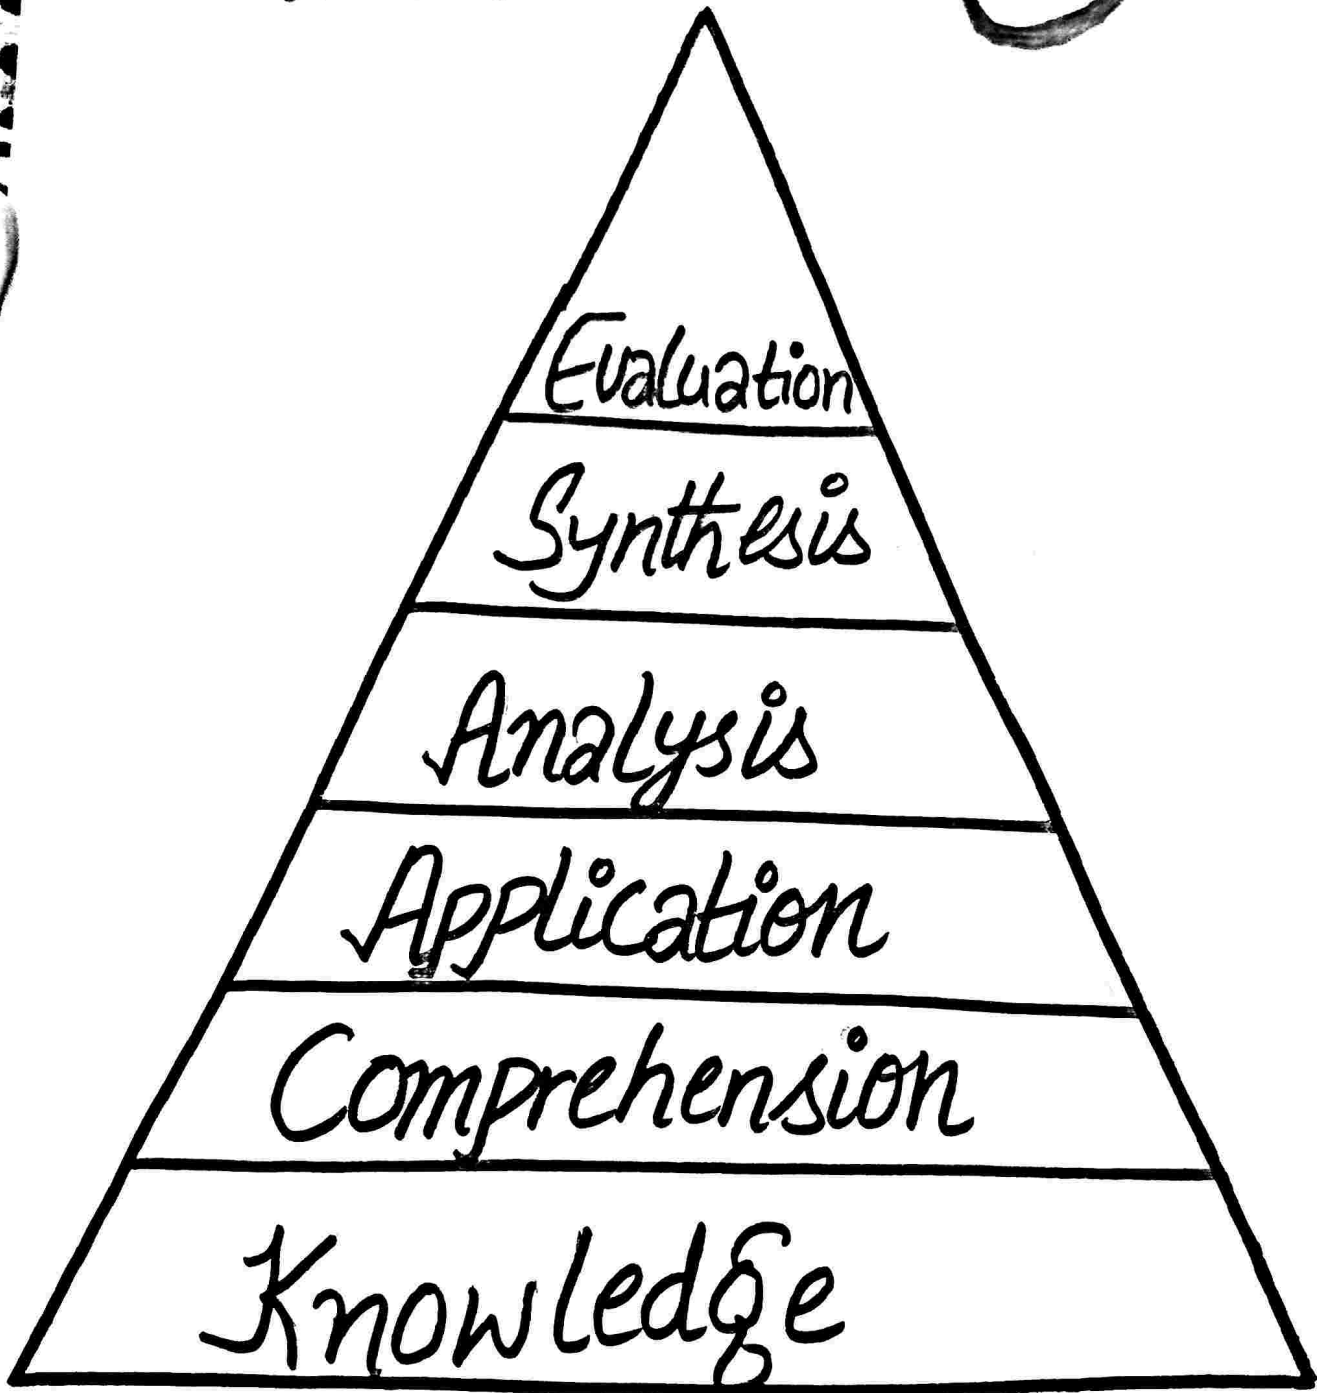 Evaluation
Synthesis
Analysis
Application
Comprehension
Knowledge